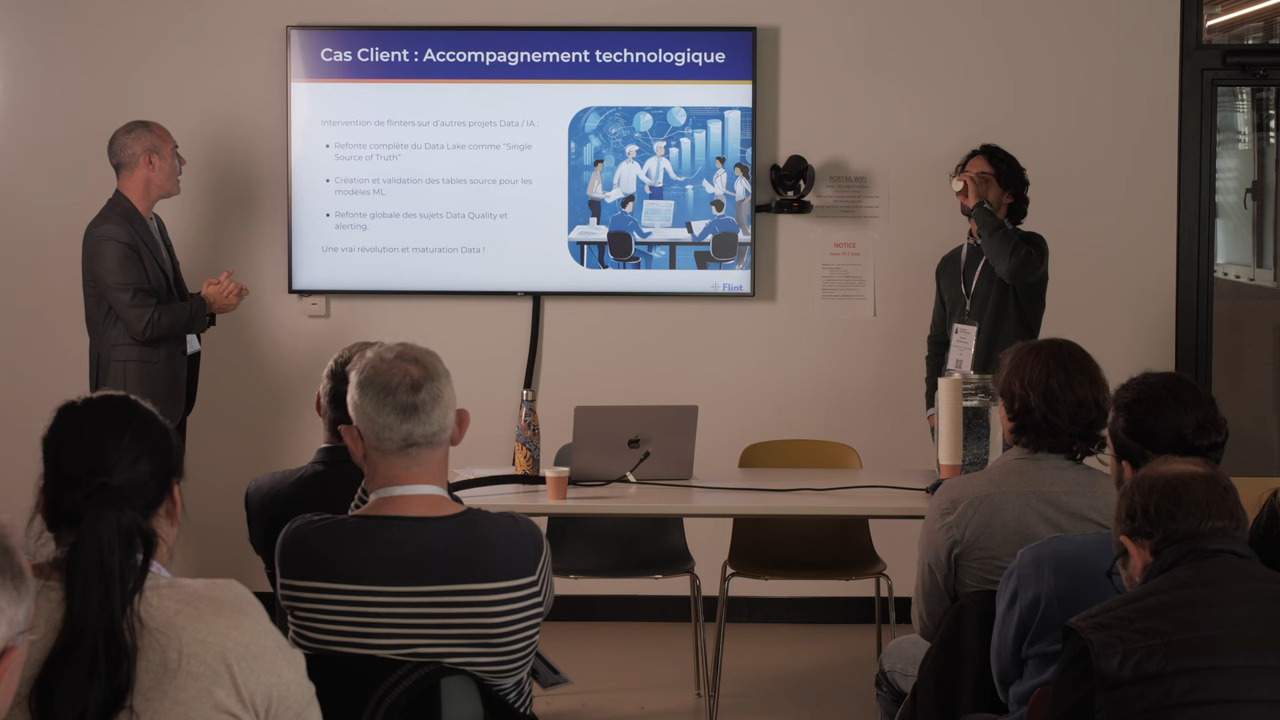 Cas Client : Accompagnement technologique
Intervention de flinters sur d'autres projets Data / IA :
• Refonte complète du Data Lake comme "Single
Source of Truth"
• Création et validation des tables source pour les
modèles ML.
• Refonte globale des sujets Data Quality et
alerting.
Une vrai révolution et maturation Data !
Flint
PORTAIL WIFI
NOTICE